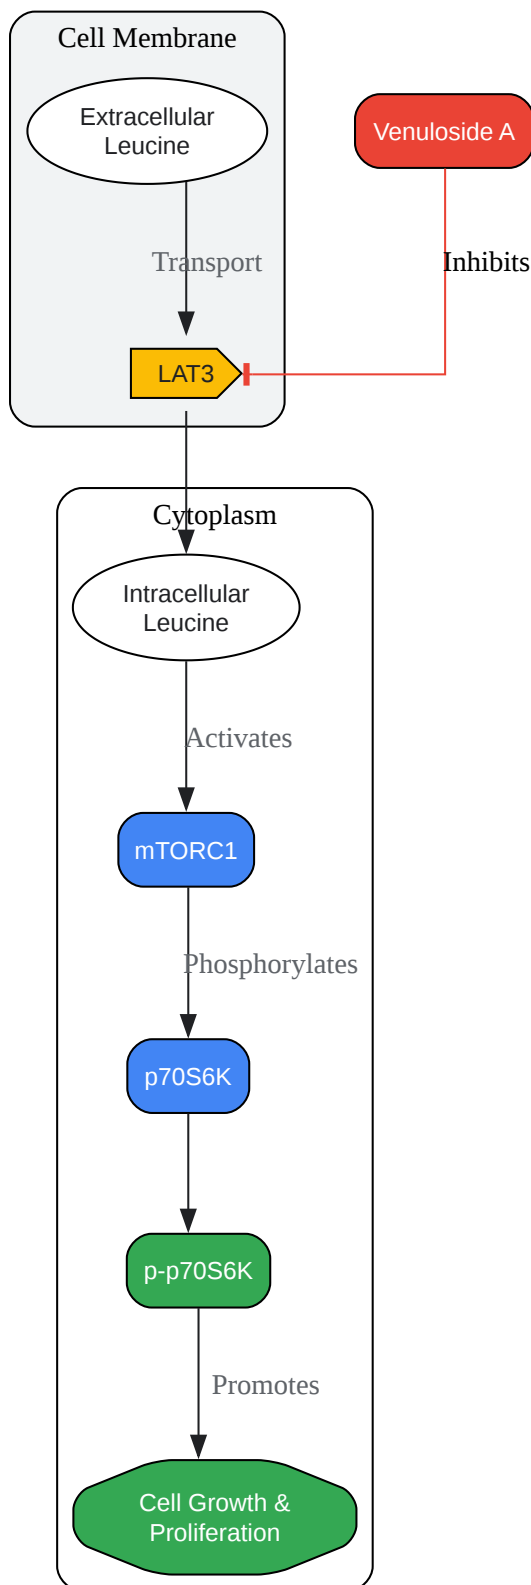 Cell Membrane
Extracellular
Leucine
Venuloside A
Transport
Inhibits
LAT3
Cytoplasm
Intracellular
Leucine
Activates
mTORC1
Phosphorylates
p70S6K
p-p70S6K
Promotes
Cell Growth &
Proliferation